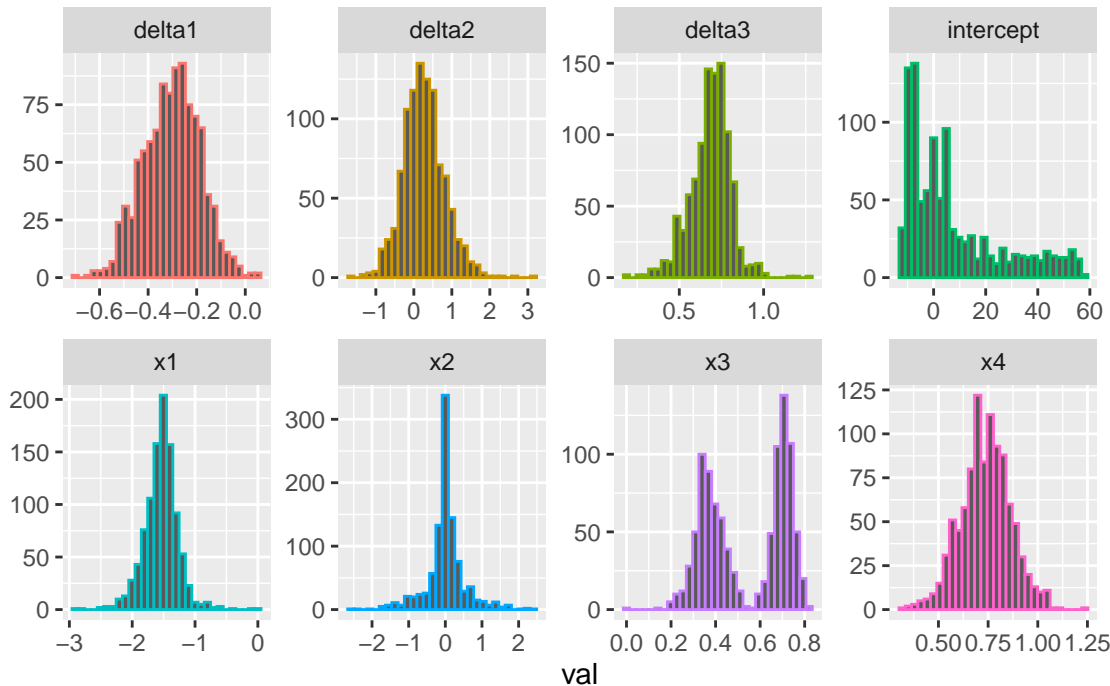 delta1 delta2 delta3 intercept
75 50 25 0
100 50 0
150 100 50 0
100 50 0
−0.6 −0.4 −0.2 0.0
−1 0 1 2 3
0.5 1.0
0 20 40 60
x1 x2 x3 x4
200 150 100 50 0
300 200 100 0
100 50 0
125 100 75 50 25 0
−3 −2 −1 0
−2 −1 0 1 2
0.0 0.2 0.4 0.6 0.8
0.50 0.75 1.00 1.25
val